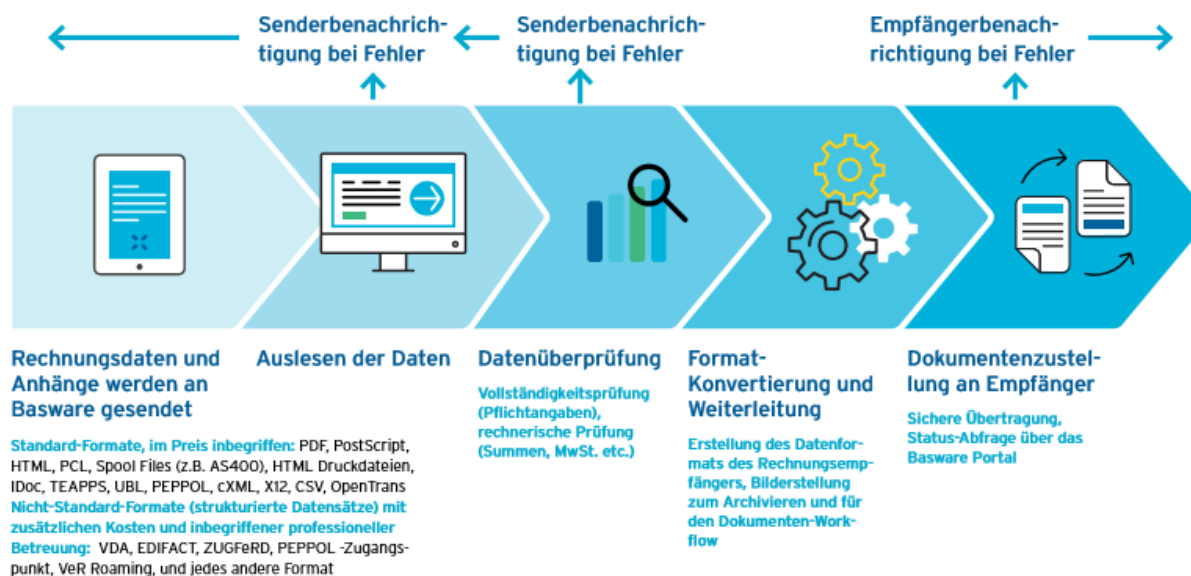 Senderbenachrich-
tigung bei Fehler
Senderbenachrich-
tigung bei Fehler
Empfängerbenach-
richtigung bei Fehler
Rechnungsdaten und
Anhänge werden an
Basware gesendet
Standard-Formate, im Preis inbegriffen: PDF, PostScript,
HTML, PCL, Spool Files (z.B. AS400), HTML Druckdateien,
IDoc, TEAPPS, UBL, PEPPOL, cXML, X12, CSV, OpenTrans
Nicht-Standard-Formate (strukturierte Datensätze) mit
zusätzlichen Kosten und inbegriffener professioneller
Betreuung: VDA, EDIFACT, ZUGFeRD, PEPPOL -Zugangs-
punkt, VeR Roaming, und jedes andere Format
Auslesen der Daten
Datenüberprüfung
Vollständigkeitsprüfung
(Pflichtangaben),
rechnerische Prüfung
(Summen, MwSt. etc.)
Format-
Konvertierung und
Weiterleitung
Erstellung des Datenfor-
mats des Rechnungsemp-
fängers, Bilderstellung
zum Archivieren und für
den Dokumenten-Work-
flow
Dokumentenzustel-
lung an Empfänger
Sichere Übertragung,
Status-Abfrage über das
Basware Portal